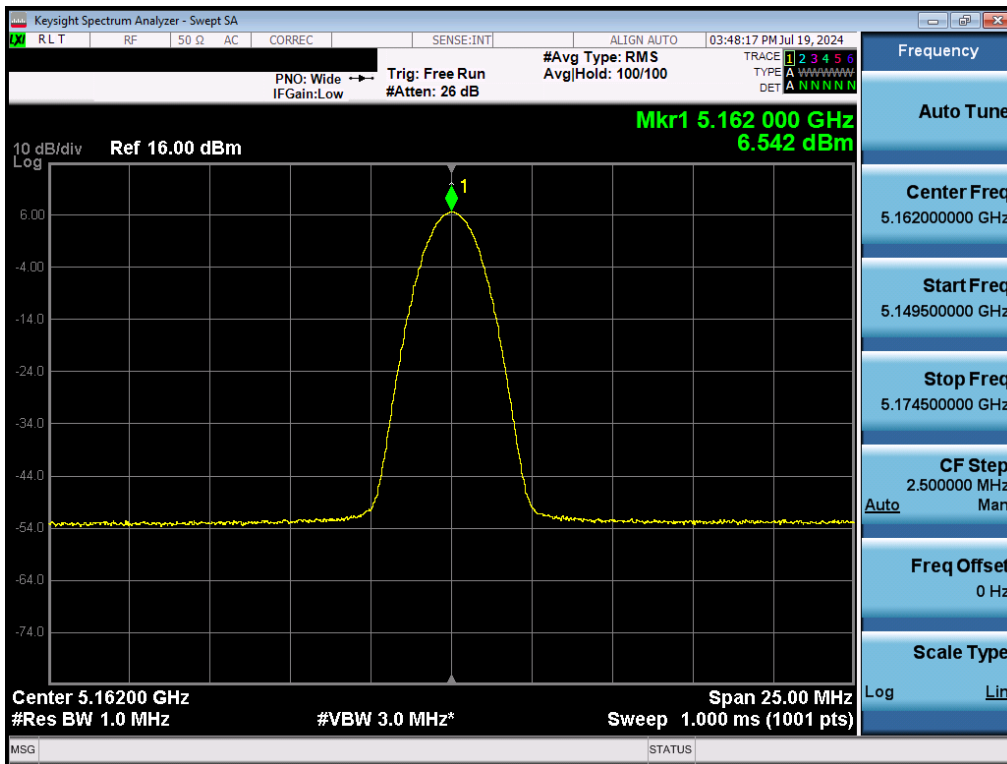 Keysight Spectrum Analyzer - Swept SA
LXI RLT RF 50 Ω AC CORREC SENSE:INT ALIGN AUTO 03:48:17 PM Jul 19, 2024
PNO: Wide
IFGain:Low
Trig: Free Run
#Atten: 26 dB
#Avg Type: RMS
Avg|Hold: 100/100
TRACE 1 2 3 4 5 6
TYPE A WWWWW
DET A N N N N N
Mkr1 5.162 000 GHz
6.542 dBm
10 dB/div
Log
Ref 16.00 dBm
1
6.00
-4.00
-14.0
-24.0
-34.0
-44.0
-54.0
-64.0
-74.0
Center 5.16200 GHz
#Res BW 1.0 MHz
#VBW 3.0 MHz*
Span 25.00 MHz
Sweep 1.000 ms (1001 pts)
MSG
STATUS
Frequency
Auto Tune
Center Freq
5.162000000 GHz
Start Freq
5.149500000 GHz
Stop Freq
5.174500000 GHz
CF Step
2.500000 MHz
Auto Man
Freq Offset
0 Hz
Scale Type
Log Lin